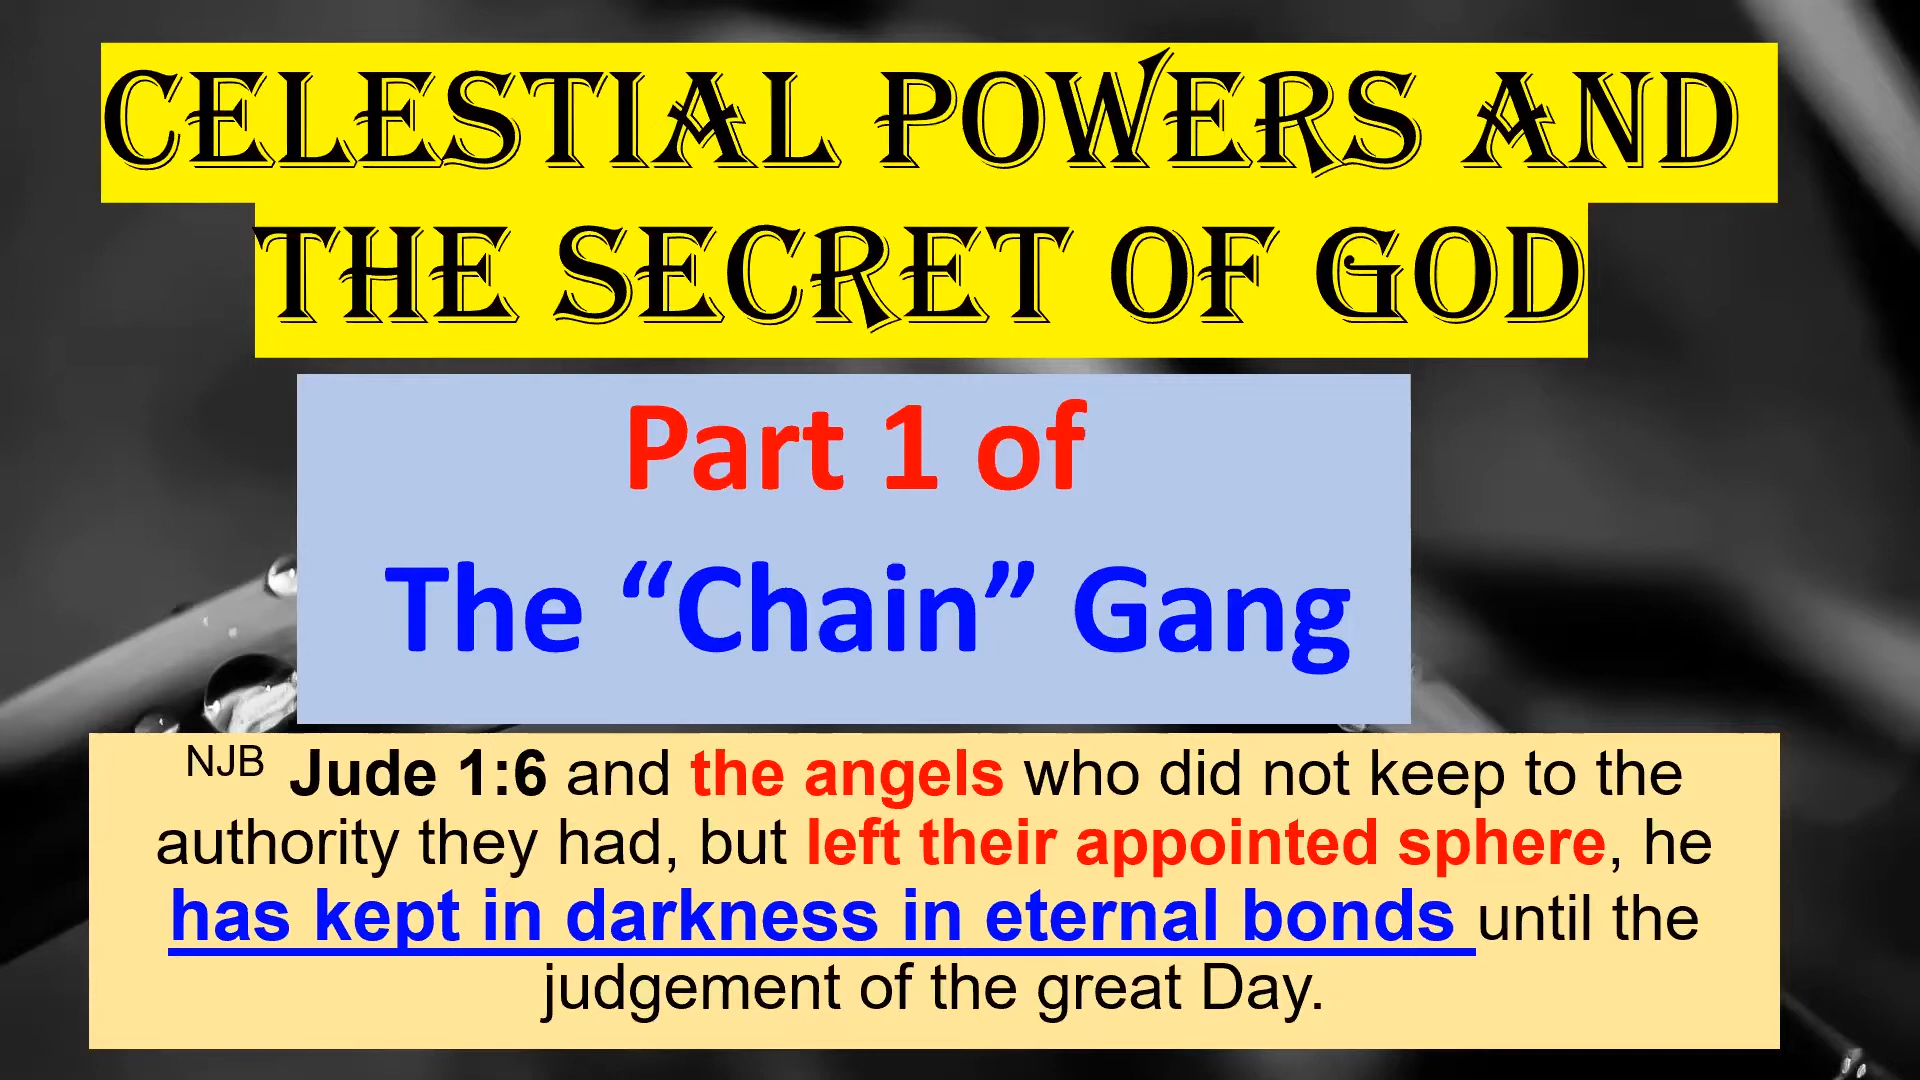 CELESTIAL POWERS AND
THE SECRET OF GOD
Part 1 of
The “Chain” Gang
NJB Jude 1:6 and the angels who did not keep to the
authority they had, but left their appointed sphere, he
has kept in darkness in eternal bonds until the
judgement of the great Day.